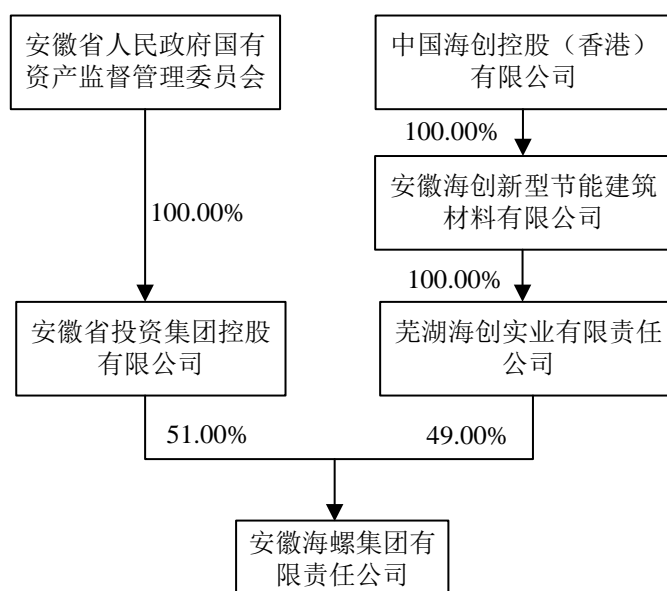 安徽省人民政府国有
资产监督管理委员会
中国海创控股（香港）
有限公司
100.00%
安徽海创新型节能建筑
材料有限公司
100.00%
100.00%
安徽省投资集团控股
有限公司
芜湖海创实业有限责任
公司
51.00%
49.00%
安徽海螺集团有
限责任公司